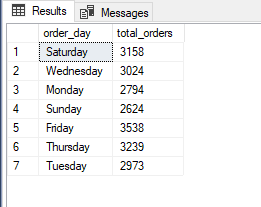 Results Messages
order_day total_orders
1 Saturday 3158
2 Wednesday 3024
3 Monday 2794
4 Sunday 2624
5 Friday 3538
6 Thursday 3239
7 Tuesday 2973